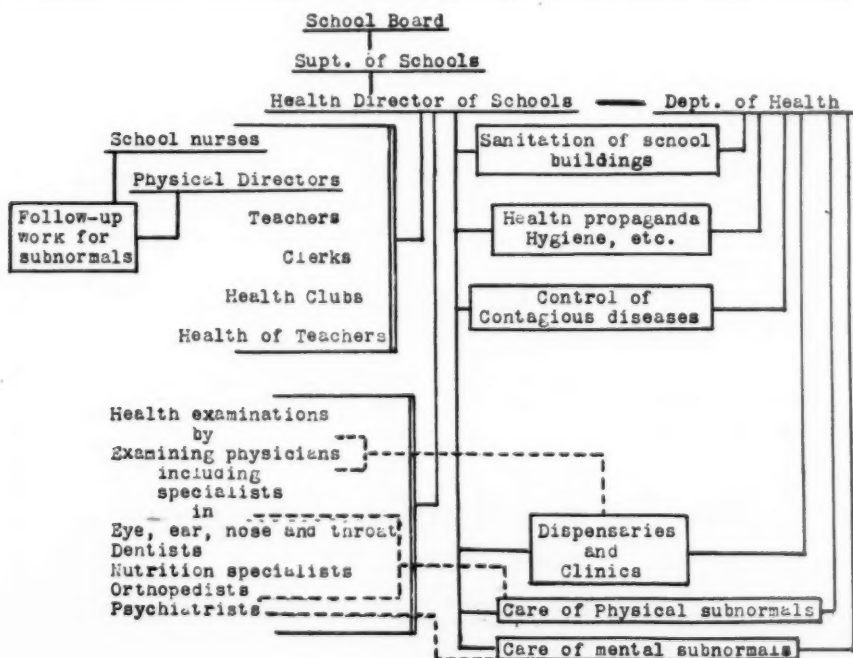 School Board
Supt. of Schools
Health Director of Schools
Dept. of Health
School nurses
Physical Directors
Follow-up
work for
subnormals
Teachers
Clerks
Health Clubs
Health of Teachers
Sanitation of school
buildings
Health propaganda
Hygiene, etc.
Control of
Contagious diseases
Health examinations
by
Examining physicians
including
specialists
in
Eye, ear, nose and throat
Dentists
Nutrition specialists
Orthopedists
Psychiatrists
Dispensaries
and
Clinics
Care of Physical subnormals
Care of mental subnormals